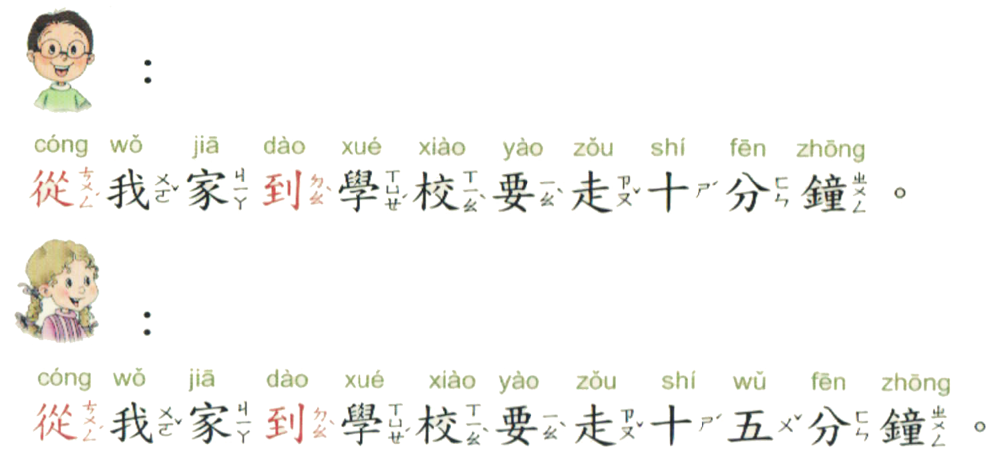 ：
cóng wǒ jiā dào xué xiào yào zǒu shí fēn zhōng
從ㄘㄨㄥˊ我ㄨㄛˇ家ㄐㄧㄚ到ㄉㄠˋ學ㄒㄩㄝˊ校ㄒㄧㄠˋ要ㄧㄠˋ走ㄗㄡˇ十ㄕˊ分ㄈㄣ鐘ㄓㄨㄥ。
：
cóng wǒ jiā dào xué xiào yào zǒu shí wǔ fēn zhōng
從ㄘㄨㄥˊ我ㄨㄛˇ家ㄐㄧㄚ到ㄉㄠˋ學ㄒㄩㄝˊ校ㄒㄧㄠˋ要ㄧㄠˋ走ㄗㄡˇ十ㄕˊ五ㄨˇ分ㄈㄣ鐘ㄓㄨㄥ。